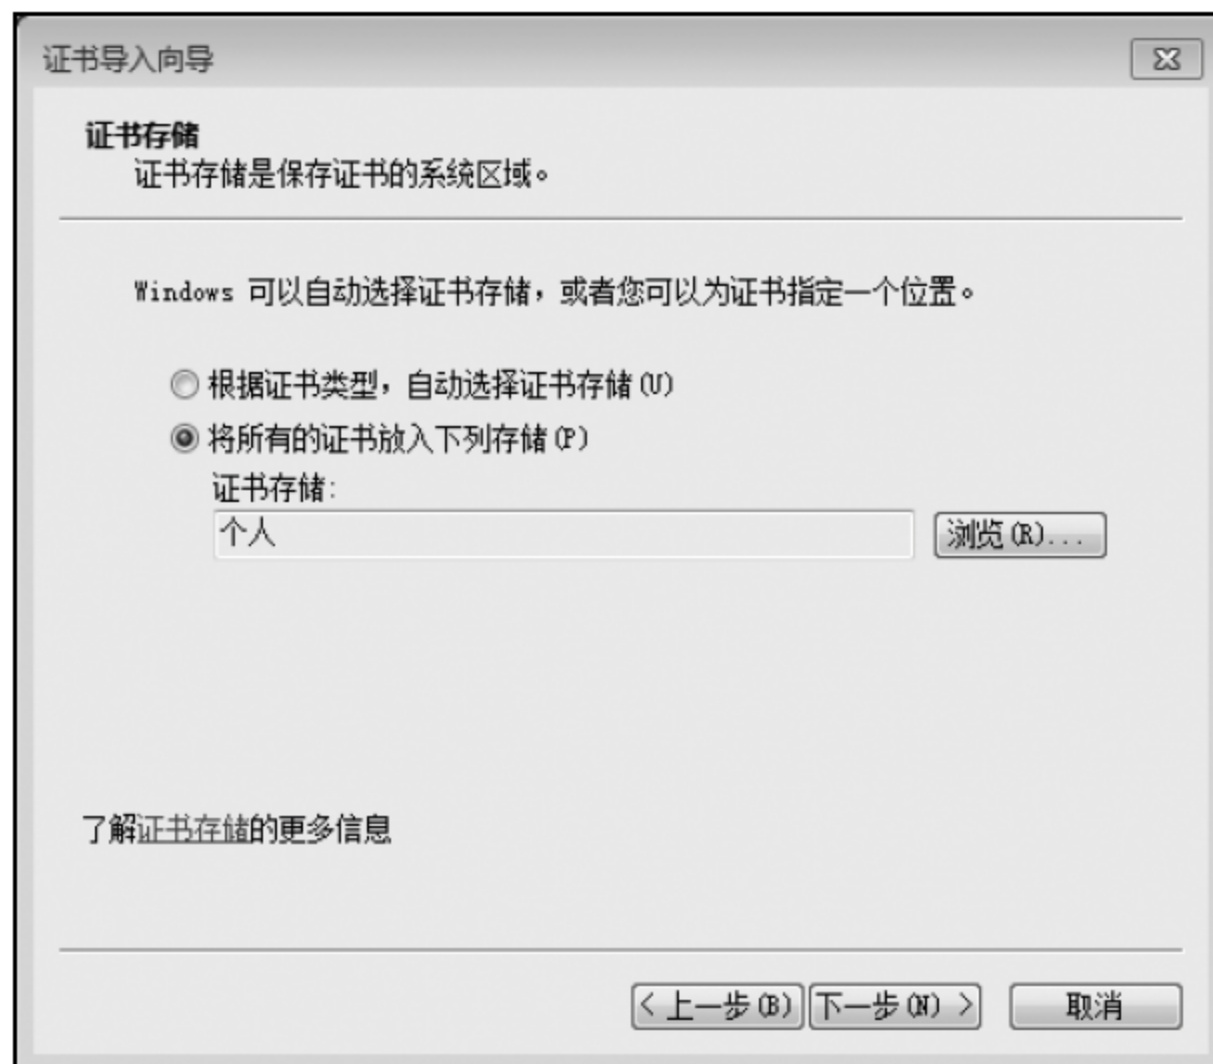 证书导入向导
证书存储
证书存储是保存证书的系统区域。
Windows 可以自动选择证书存储，或者您可以为证书指定一个位置。
根据证书类型，自动选择证书存储(U)
将所有的证书放入下列存储(P)
证书存储:
个人
浏览(R)...
了解证书存储的更多信息
< 上一步(B) 下一步(N) > 取消